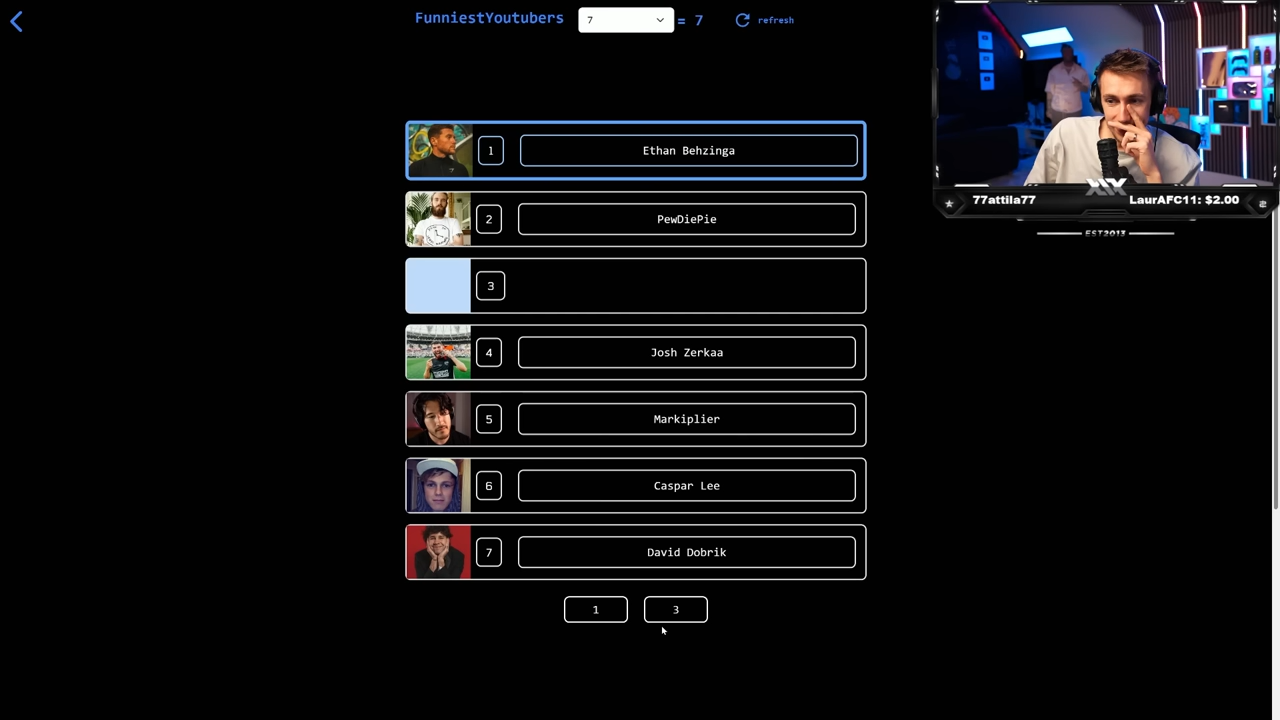 FunniestYoutubers 7 = 7 refresh
1 Ethan Behzinga
2 PewDiePie
3
4 Josh Zerkaa
5 Markiplier
6 Caspar Lee
7 David Dobrik
1 3
77attila77 LaurAFC11: $2.00
EST2013